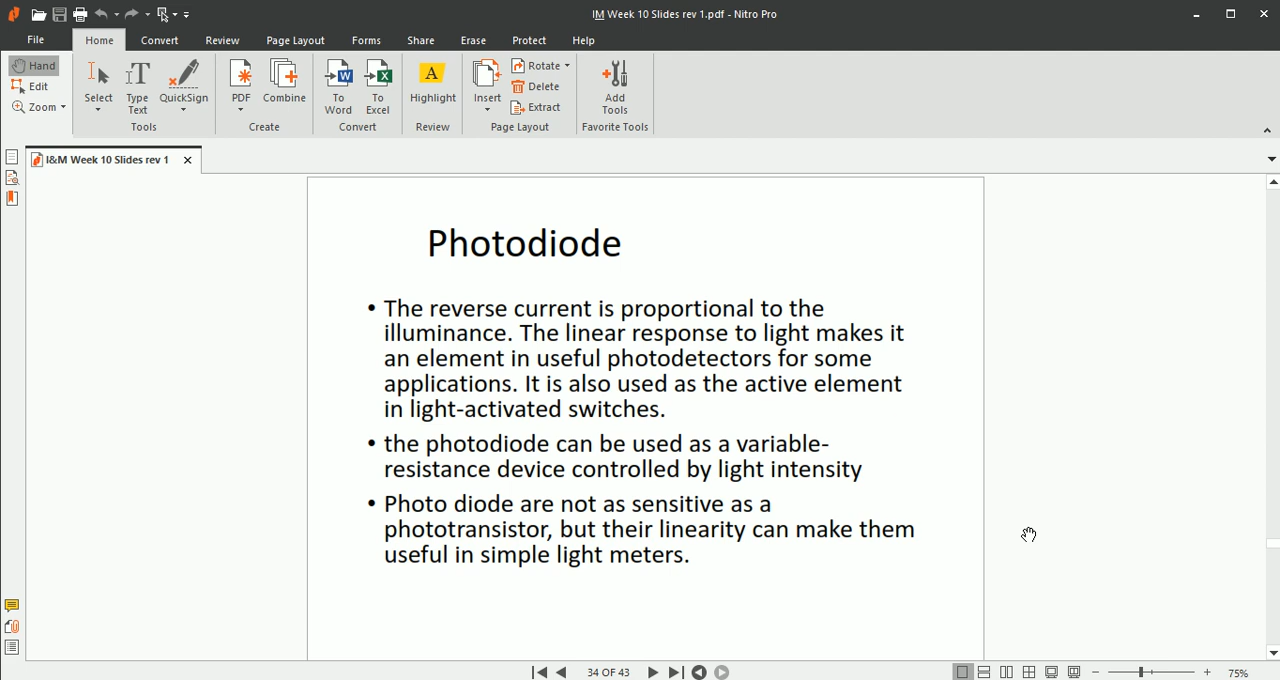 IM Week 10 Slides rev 1.pdf - Nitro Pro
File Home Convert Review Page Layout Forms Share Erase Protect Help
Hand
Edit
Zoom
Select
Type
Text
QuickSign
Tools
PDF
Combine
Create
To
Word
To
Excel
Convert
Highlight
Review
Insert
Rotate
Delete
Extract
Page Layout
Add
Tools
Favorite Tools
I&M Week 10 Slides rev 1
Photodiode
• The reverse current is proportional to the
illuminance. The linear response to light makes it
an element in useful photodetectors for some
applications. It is also used as the active element
in light-activated switches.
• the photodiode can be used as a variable-
resistance device controlled by light intensity
• Photo diode are not as sensitive as a
phototransistor, but their linearity can make them
useful in simple light meters.
34 OF 43
75%